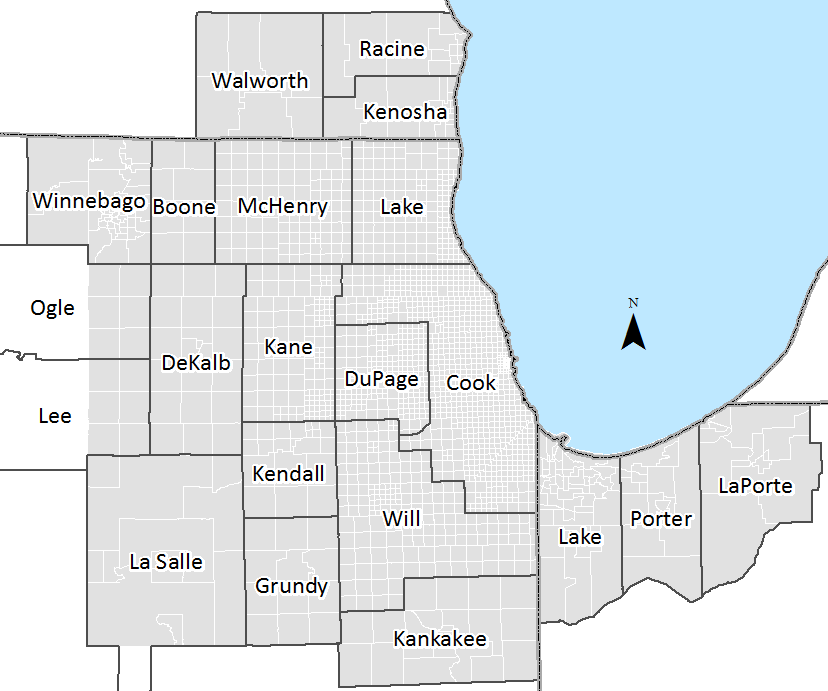 Racine
Walworth
Kenosha
Winnebago
Boone
McHenry
Lake
N
Ogle
Kane
DeKalb
DuPage
Cook
Lee
Kendall
LaPorte
Will
Porter
Lake
La Salle
Grundy
Kankakee